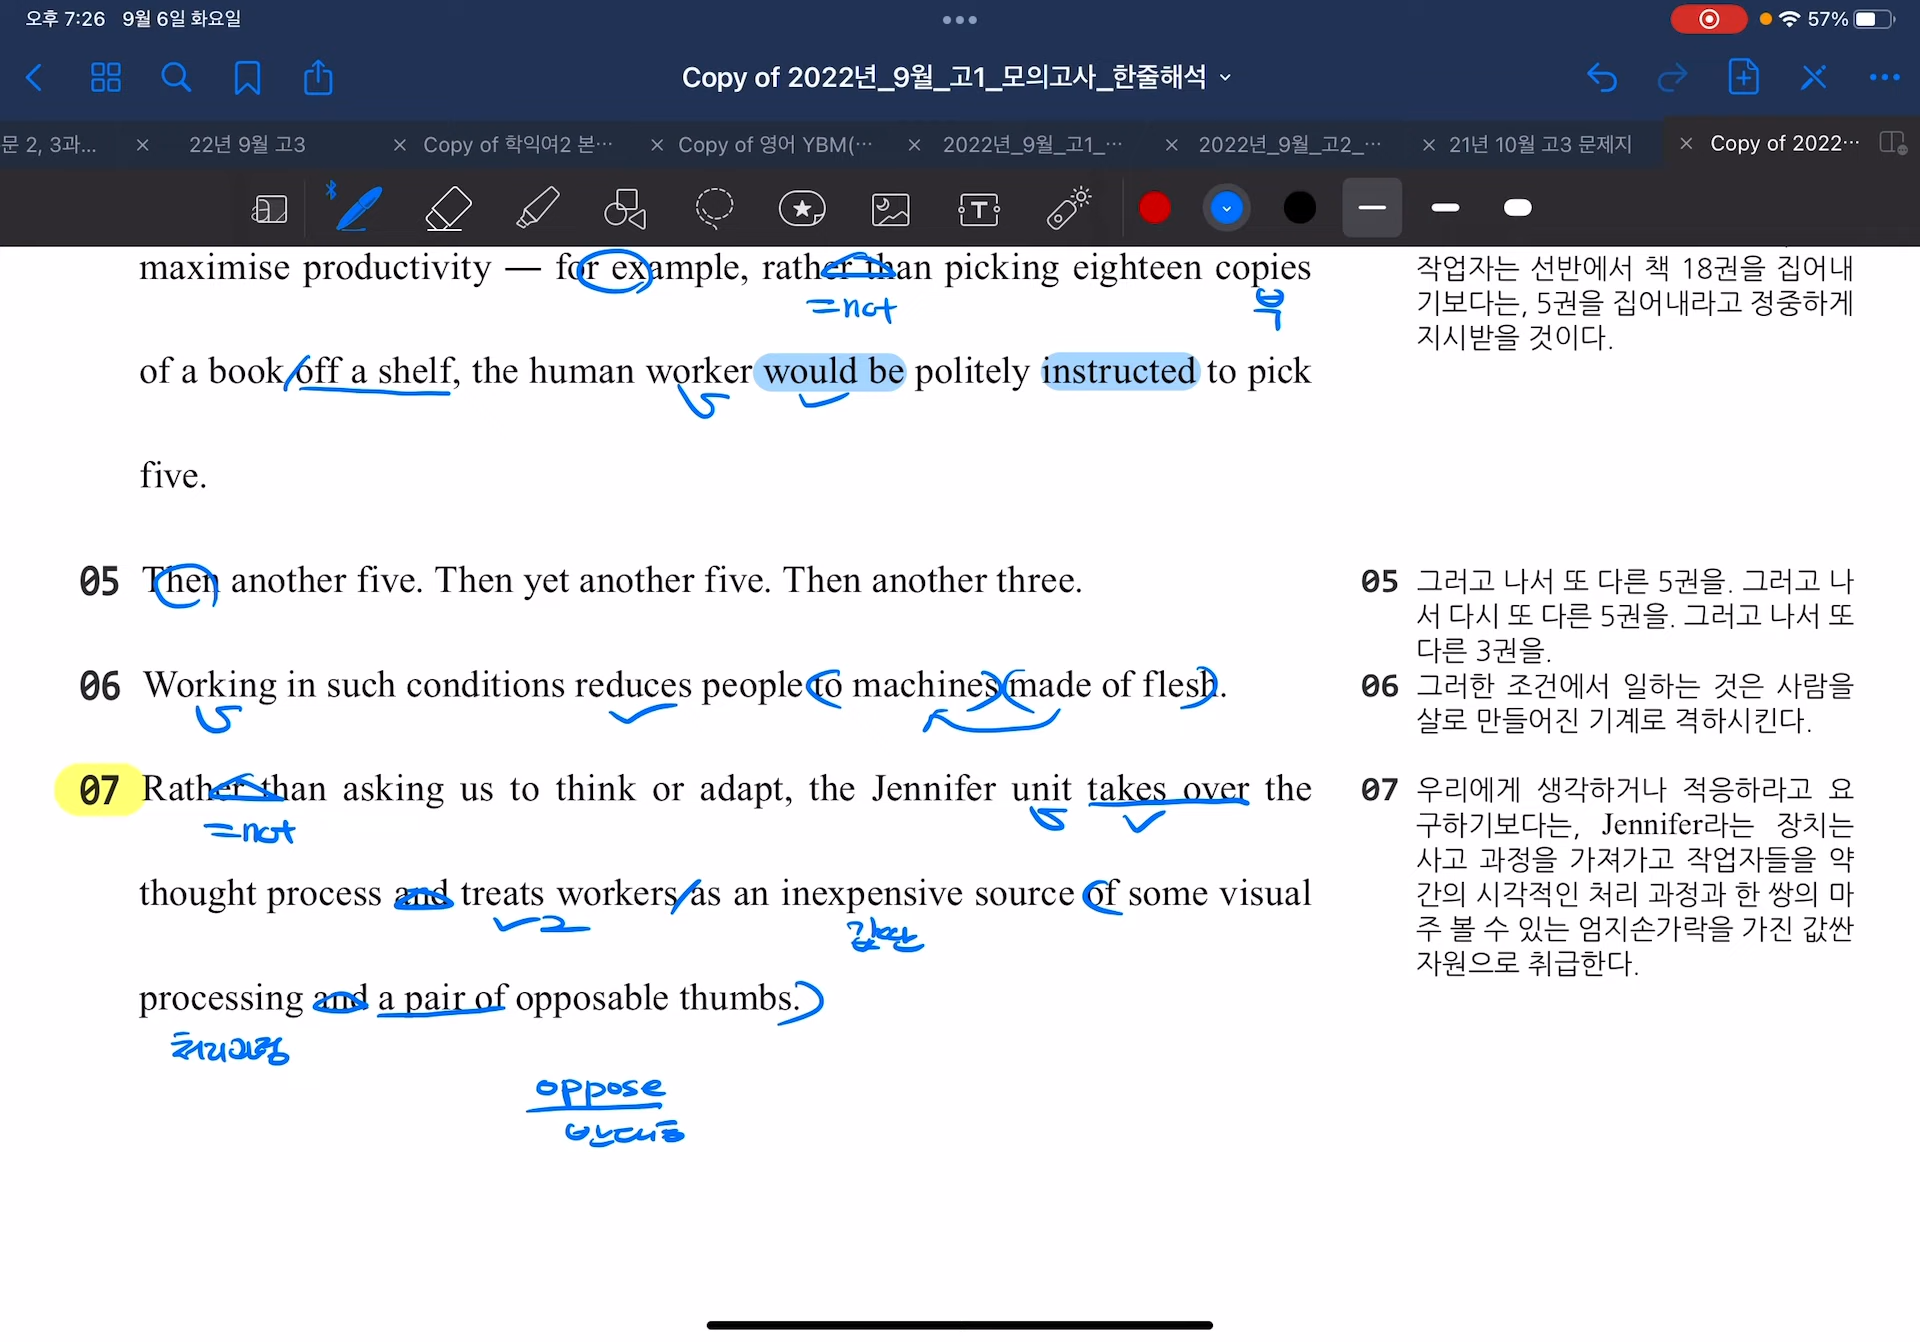 오후 7:26 9월 6일 화요일
57%
Copy of 2022년_9월_고1_모의고사_한줄해석
문 2, 3과...
22년 9월 고3
Copy of 학익여2 본...
Copy of 영어 YBM(...
2022년_9월_고1_...
2022년_9월_고2_...
21년 10월 고3 문제지
Copy of 2022...
maximise productivity — for example, rather than picking eighteen copies
=not
부
of a book off a shelf, the human worker would be politely instructed to pick
five.
작업자는 선반에서 책 18권을 집어내
기보다는, 5권을 집어내라고 정중하게
지시받을 것이다.
05 Then another five. Then yet another five. Then another three.
05 그러고 나서 또 다른 5권을. 그러고 나
서 다시 또 다른 5권을. 그러고 나서 또
다른 3권을.
06 Working in such conditions reduces people to machines made of flesh.
06 그러한 조건에서 일하는 것은 사람을
살로 만들어진 기계로 격하시킨다.
07 Rather than asking us to think or adapt, the Jennifer unit takes over the
=not
thought process and treats workers as an inexpensive source of some visual
2
값싼
processing and a pair of opposable thumbs.
처리과정
oppose
반대하
07 우리에게 생각하거나 적응하라고 요
구하기보다는, Jennifer라는 장치는
사고 과정을 가져가고 작업자들을 약
간의 시각적인 처리 과정과 한 쌍의 마
주 볼 수 있는 엄지손가락을 가진 값싼
자원으로 취급한다.